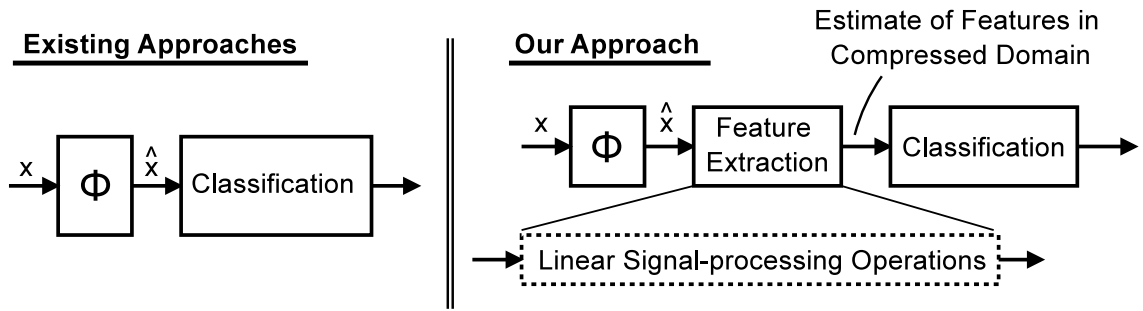 Existing Approaches
x
Φ
x̂
Classification
Our Approach
Estimate of Features in
Compressed Domain
x
Φ
x̂
Feature
Extraction
Classification
Linear Signal-processing Operations